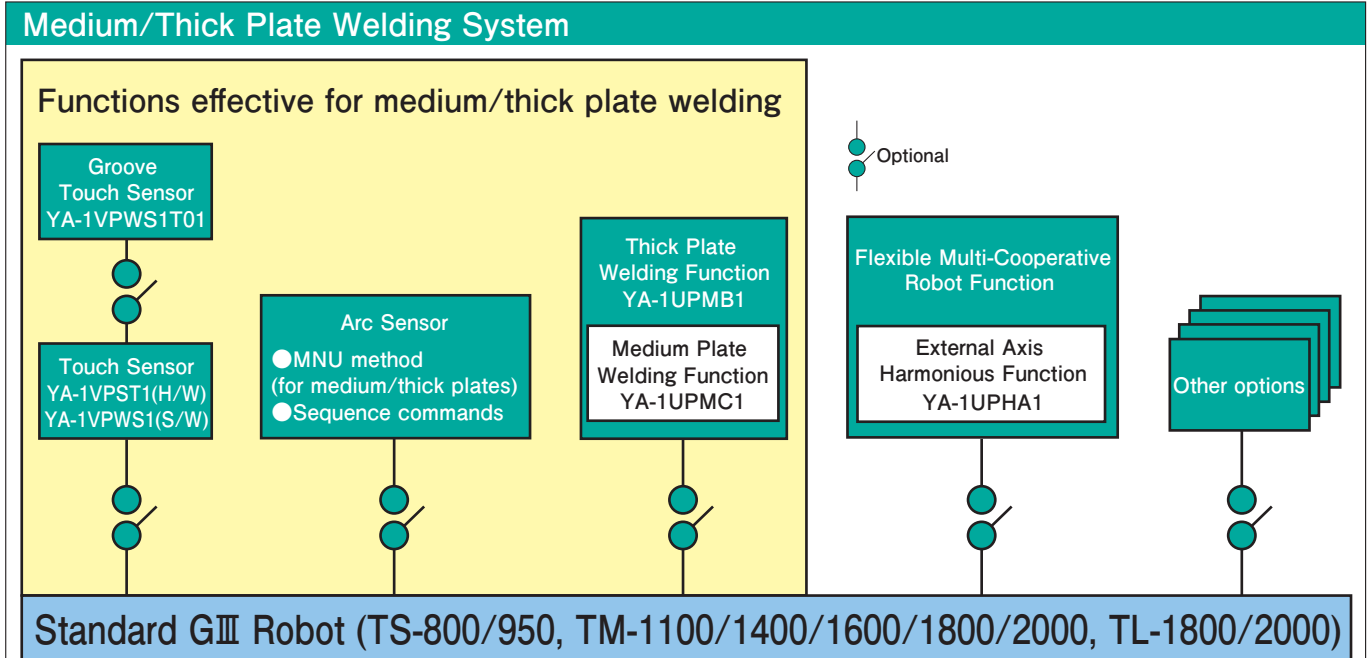 Medium/Thick Plate Welding System
Functions effective for medium/thick plate welding
Groove
Touch Sensor
YA-1VPWS1T01
Touch Sensor
YA-1VPST1(H/W)
YA-1VPWS1(S/W)
Arc Sensor
●MNU method
(for medium/thick plates)
●Sequence commands
Thick Plate
Welding Function
YA-1UPMB1
Medium Plate
Welding Function
YA-1UPMC1
Optional
Flexible Multi-Cooperative
Robot Function
External Axis
Harmonious Function
YA-1UPHA1
Other options
Standard GⅢ Robot (TS-800/950, TM-1100/1400/1600/1800/2000, TL-1800/2000)